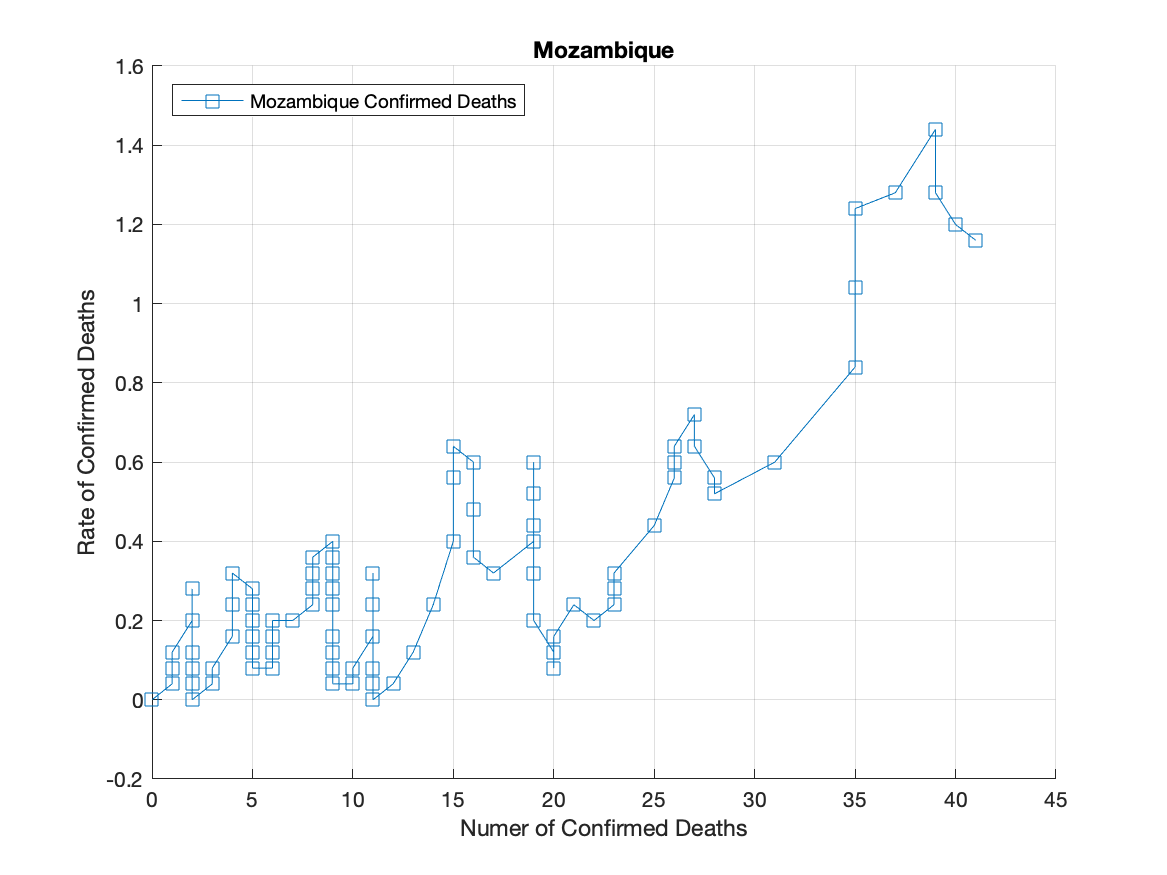 Mozambique
Mozambique Confirmed Deaths
1.6
1.4
1.2
1
0.8
0.6
0.4
0.2
0
-0.2
Rate of Confirmed Deaths
0 5 10 15 20 25 30 35 40 45
Numer of Confirmed Deaths